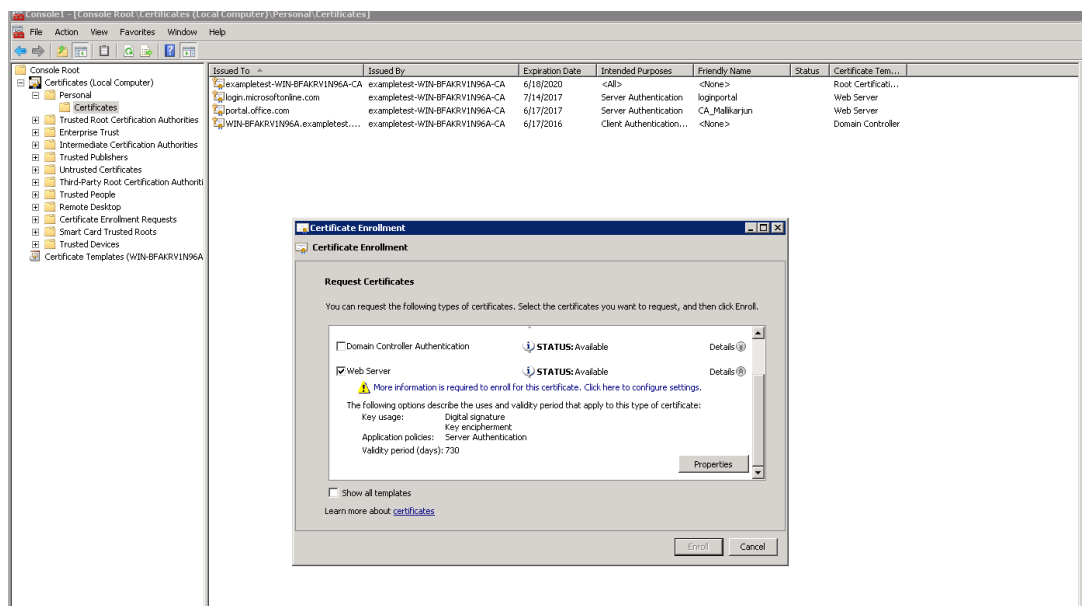 Console1 - [Console Root\Certificates (Local Computer)\Personal\Certificates]
File Action View Favorites Window Help
Console Root
Certificates (Local Computer)
Personal
Certificates
Trusted Root Certification Authorities
Enterprise Trust
Intermediate Certification Authorities
Trusted Publishers
Untrusted Certificates
Third-Party Root Certification Authoriti
Trusted People
Remote Desktop
Certificate Enrollment Requests
Smart Card Trusted Roots
Trusted Devices
Certificate Templates (WIN-BFAKRV1N96A
Issued To Issued By Expiration Date Intended Purposes Friendly Name Status Certificate Tem...
exampletest-WIN-BFAKRV1N96A-CA exampletest-WIN-BFAKRV1N96A-CA 6/18/2020 <All> <None> Root Certificati...
login.microsoftonline.com exampletest-WIN-BFAKRV1N96A-CA 7/14/2017 Server Authentication loginportal Web Server
portal.office.com exampletest-WIN-BFAKRV1N96A-CA 6/17/2017 Server Authentication CA_Mallikarjun Web Server
WIN-BFAKRV1N96A.exampletest.... exampletest-WIN-BFAKRV1N96A-CA 6/17/2016 Client Authentication... <None> Domain Controller
Certificate Enrollment
Certificate Enrollment
Request Certificates
You can request the following types of certificates. Select the certificates you want to request, and then click Enroll.
Domain Controller Authentication STATUS: Available Details
Web Server STATUS: Available Details
More information is required to enroll for this certificate. Click here to configure settings.
The following options describe the uses and validity period that apply to this type of certificate:
Key usage: Digital signature
Key encipherment
Application policies: Server Authentication
Validity period (days): 730
Properties
Show all templates
Learn more about certificates
Enroll Cancel